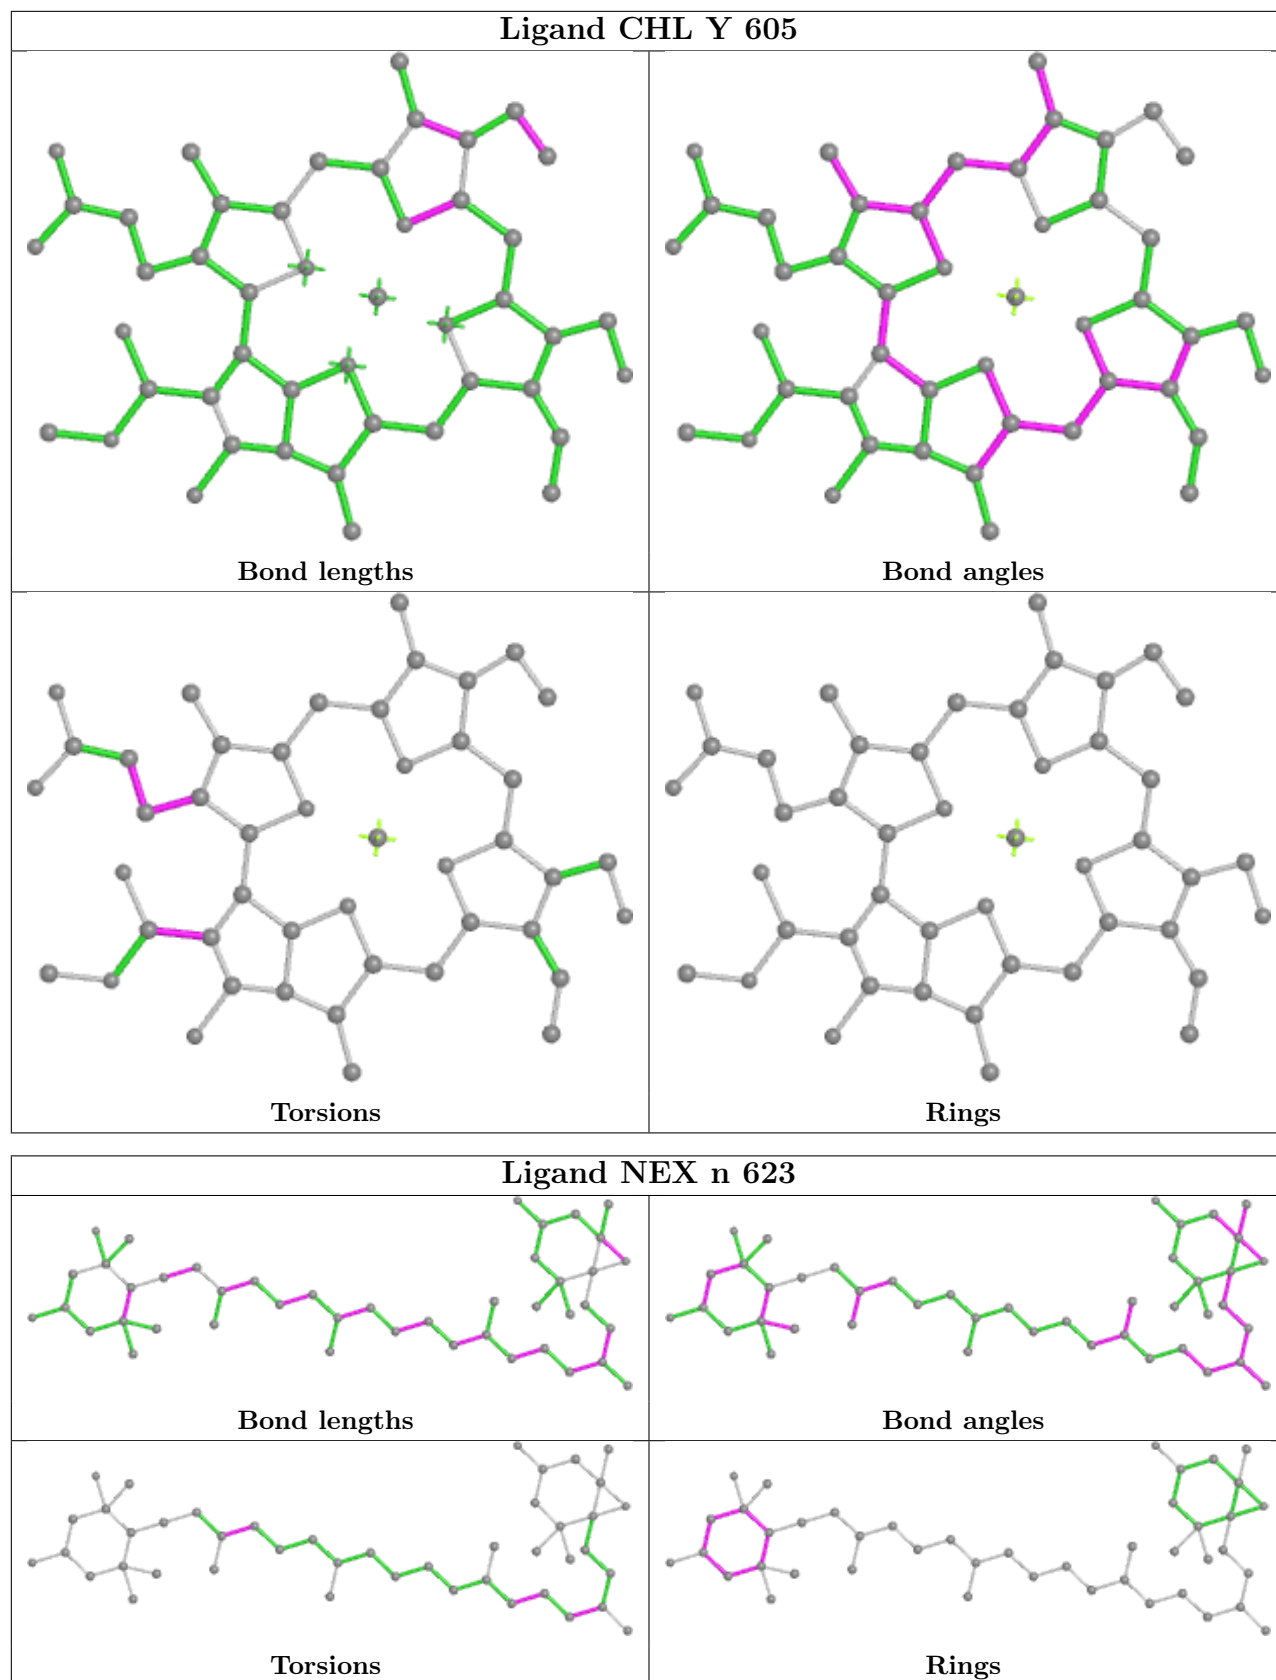 Ligand CHL Y 605
Bond lengths
Bond angles
Torsions
Rings
Ligand NEX n 623
Bond lengths
Bond angles
Torsions
Rings